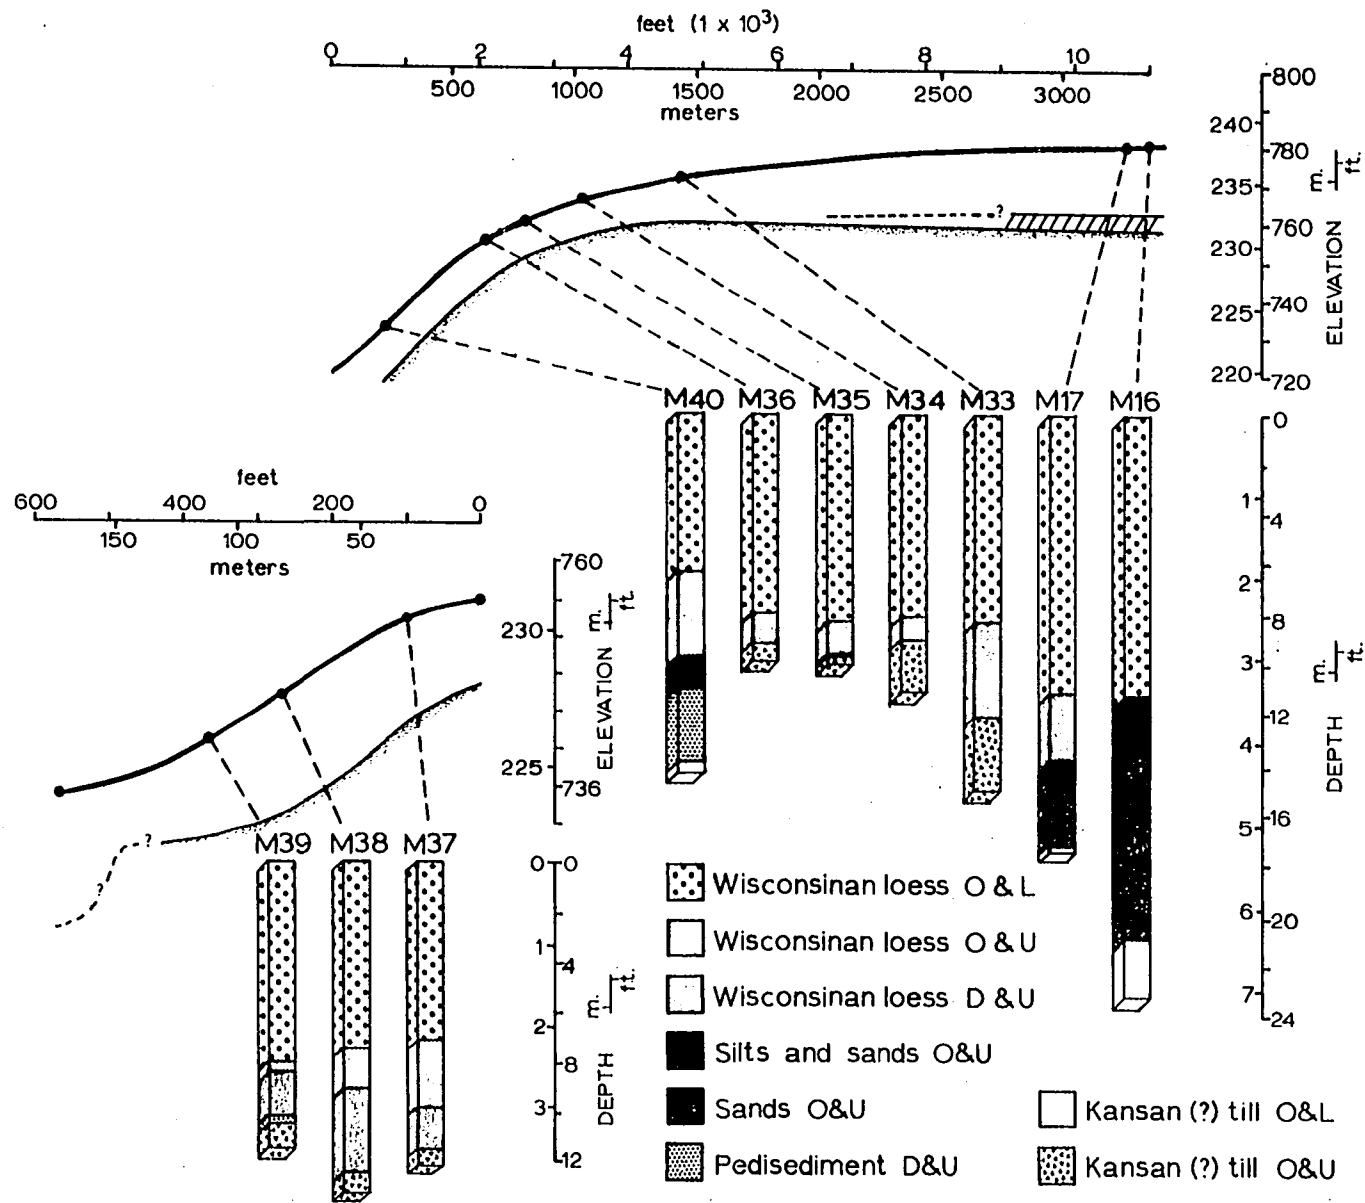 feet (1 x 10³)
0 2 4 6 8 10
500 1000 1500 2000 2500 3000
meters
800
240
780
m. ft.
235
760
230
740
225
220 720
ELEVATION
?
M40 M36 M35 M34 M33 M17 M16
0
1
4
2
8
3
m. ft.
12
4
16
5
6
20
7
24
DEPTH
feet
600 400 200 0
150 100 50
meters
760
m. ft.
230
225
736
ELEVATION
?
?
M39 M38 M37
0 0
1
4
m. ft.
2
8
3
12
DEPTH
Wisconsinan loess O & L
Wisconsinan loess O & U
Wisconsinan loess D & U
Silts and sands O&U
Sands O&U
Pedisediment D&U
Kansan (?) till O&L
Kansan (?) till O&U